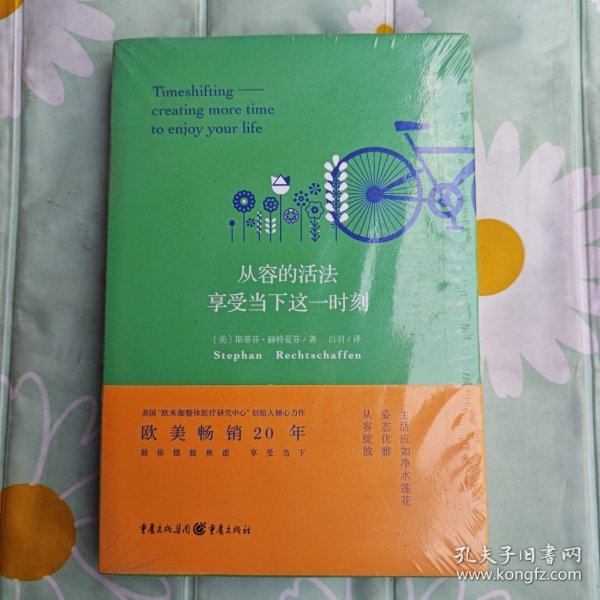 Timeshifting ——
creating more time
to enjoy your life
从容的活法
享受当下这一时刻
［美］斯蒂芬·赫特夏芬／著　白羽／译
Stephan Rechtschaffen
美国“欧米伽整体医疗研究中心”创始人倾心力作
欧美畅销20年
助你摆脱焦虑　享受当下
生活应如净水莲花
姿态优雅
从容绽放
重庆出版集团 重庆出版社
孔夫子旧书网
www.kongfz.com